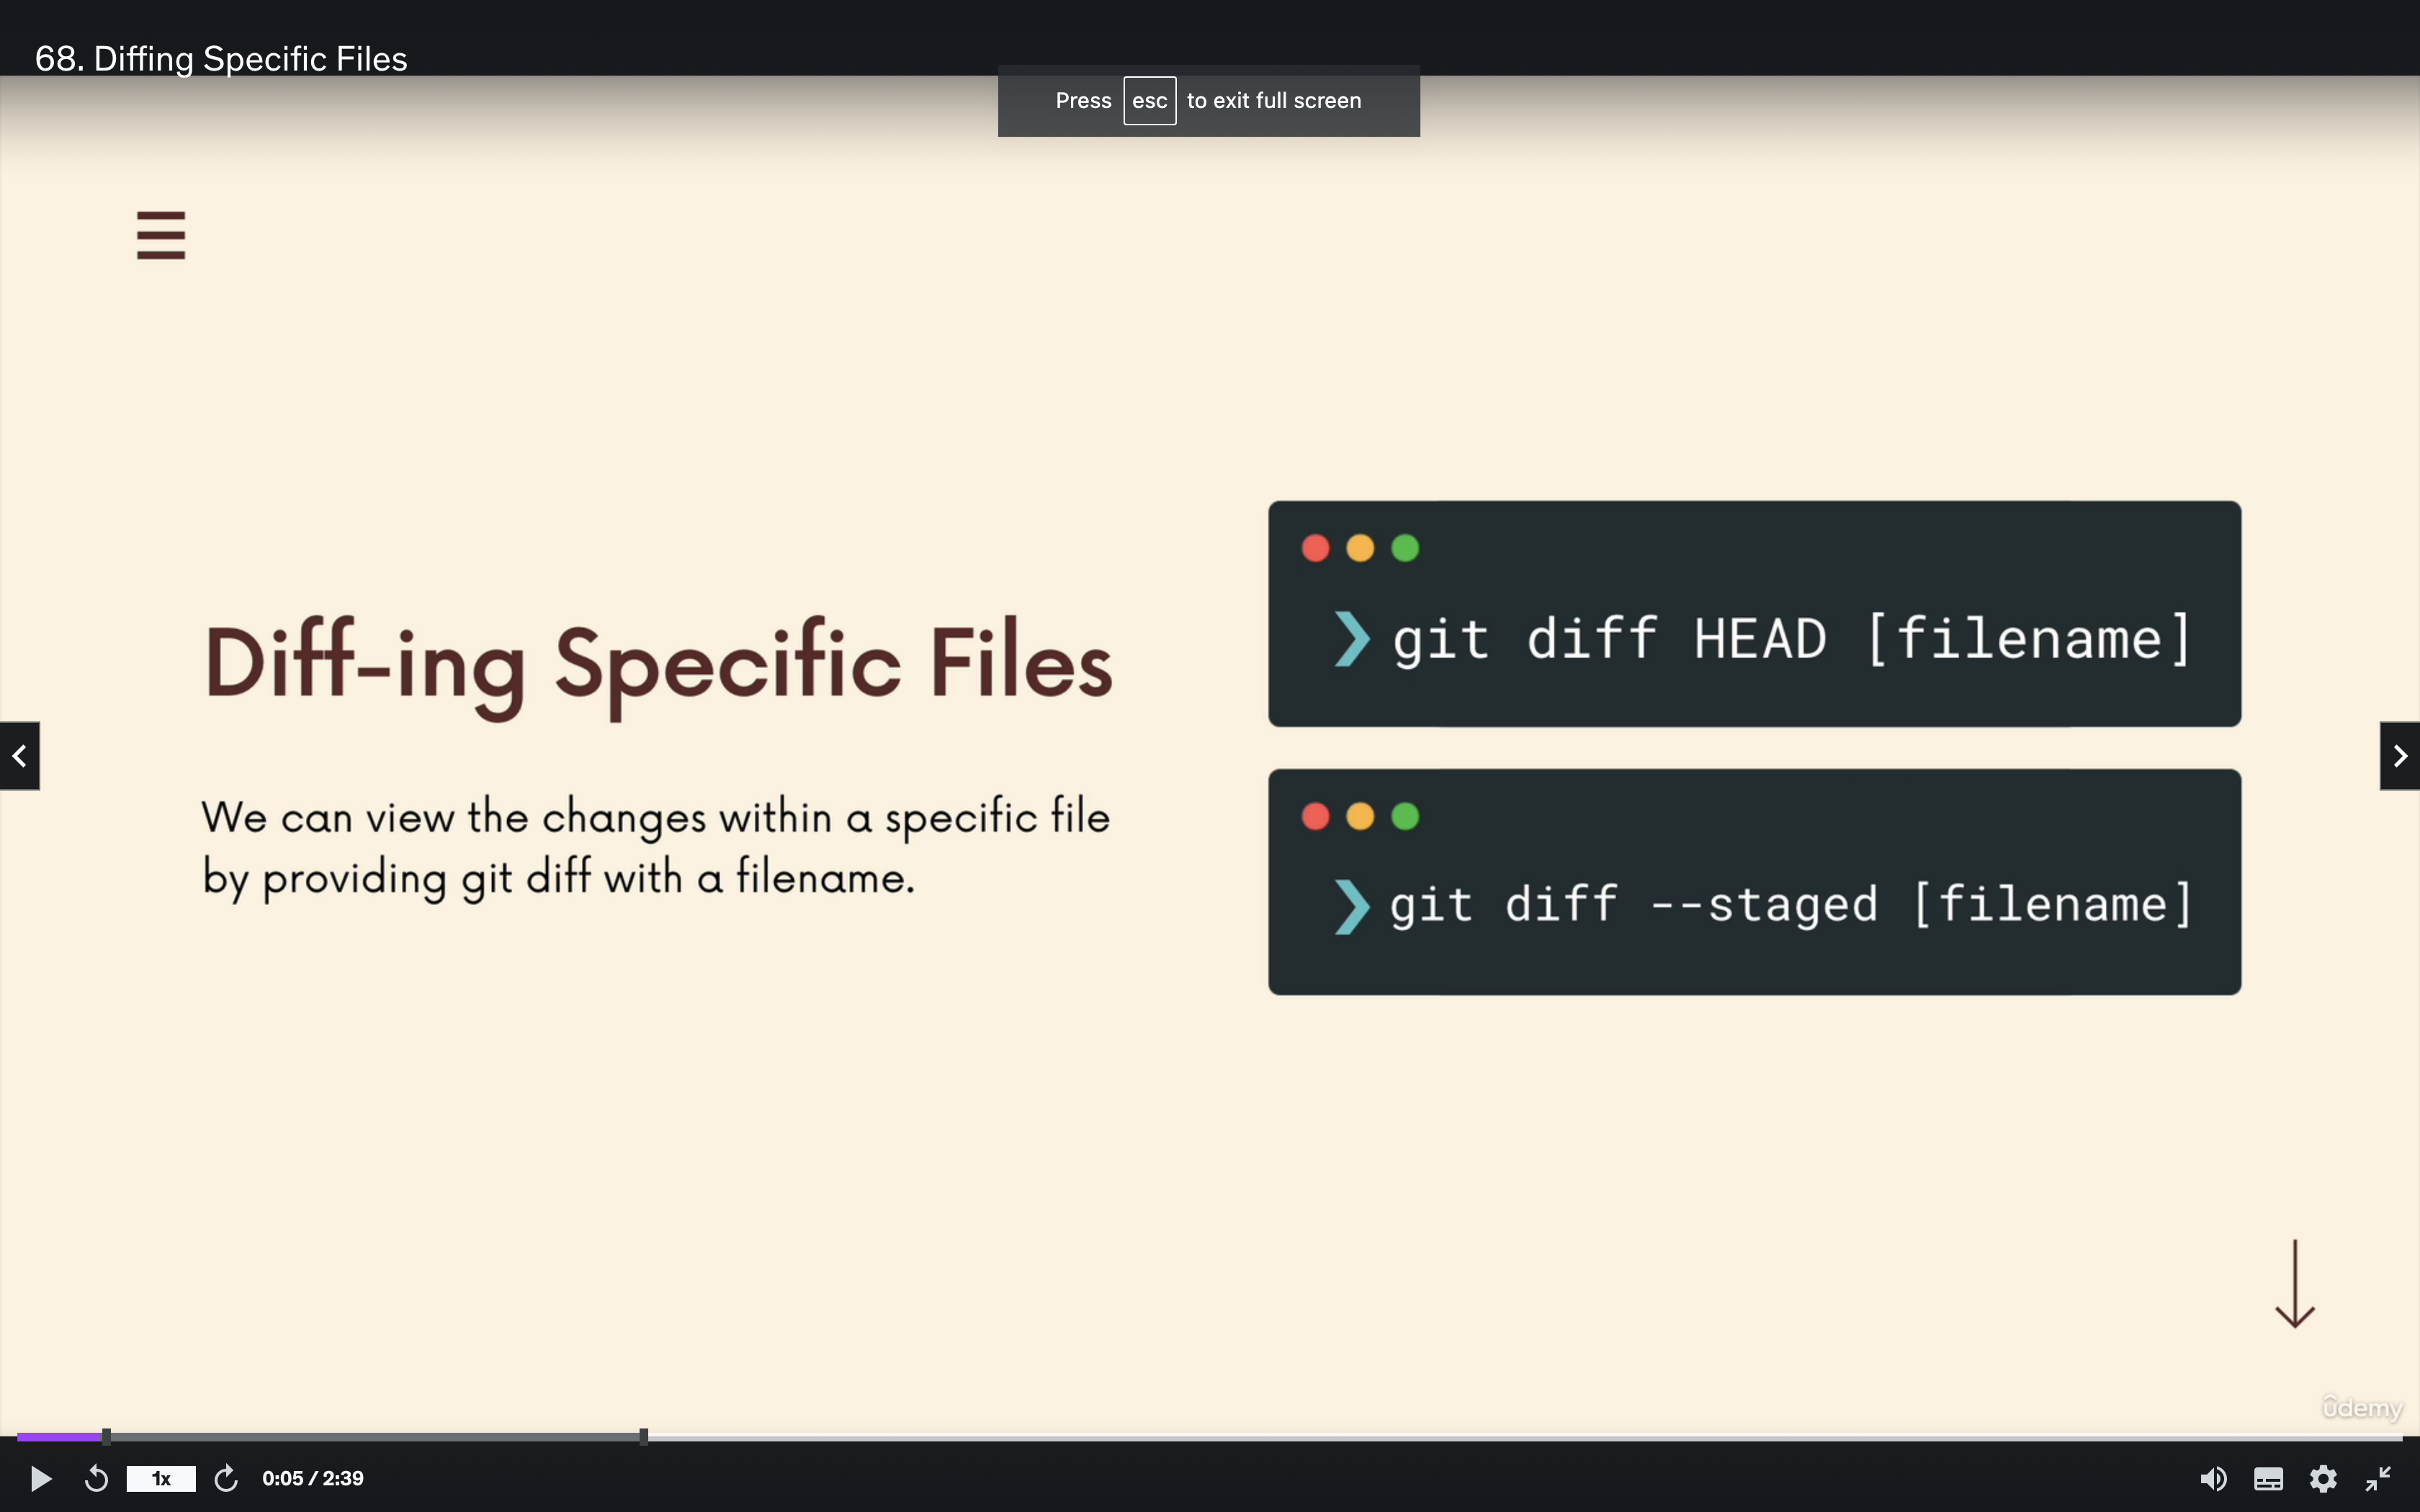 68. Diffing Specific Files
Press esc to exit full screen
Diff-ing Specific Files
We can view the changes within a specific file
by providing git diff with a filename.
❯ git diff HEAD [filename]
❯ git diff --staged [filename]
ûdemy
1x
0:05 / 2:39